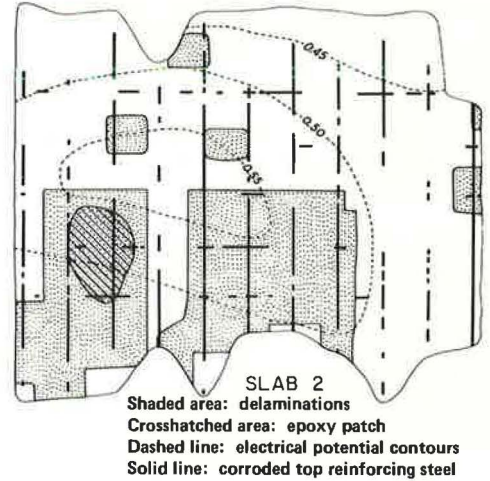 0.45
0.50
0.55
SLAB 2
Shaded area: delaminations
Crosshatched area: epoxy patch
Dashed line: electrical potential contours
Solid line: corroded top reinforcing steel